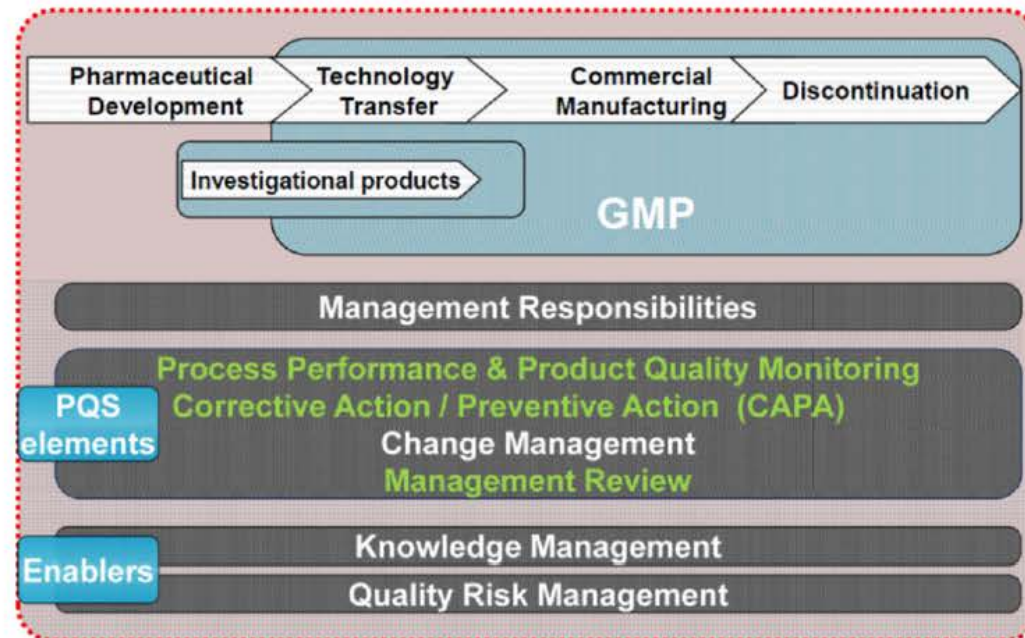 Pharmaceutical
Development
Technology
Transfer
Commercial
Manufacturing
Discontinuation
Investigational products
GMP
Management Responsibilities
PQS
elements
Process Performance & Product Quality Monitoring
Corrective Action / Preventive Action (CAPA)
Change Management
Management Review
Enablers
Knowledge Management
Quality Risk Management